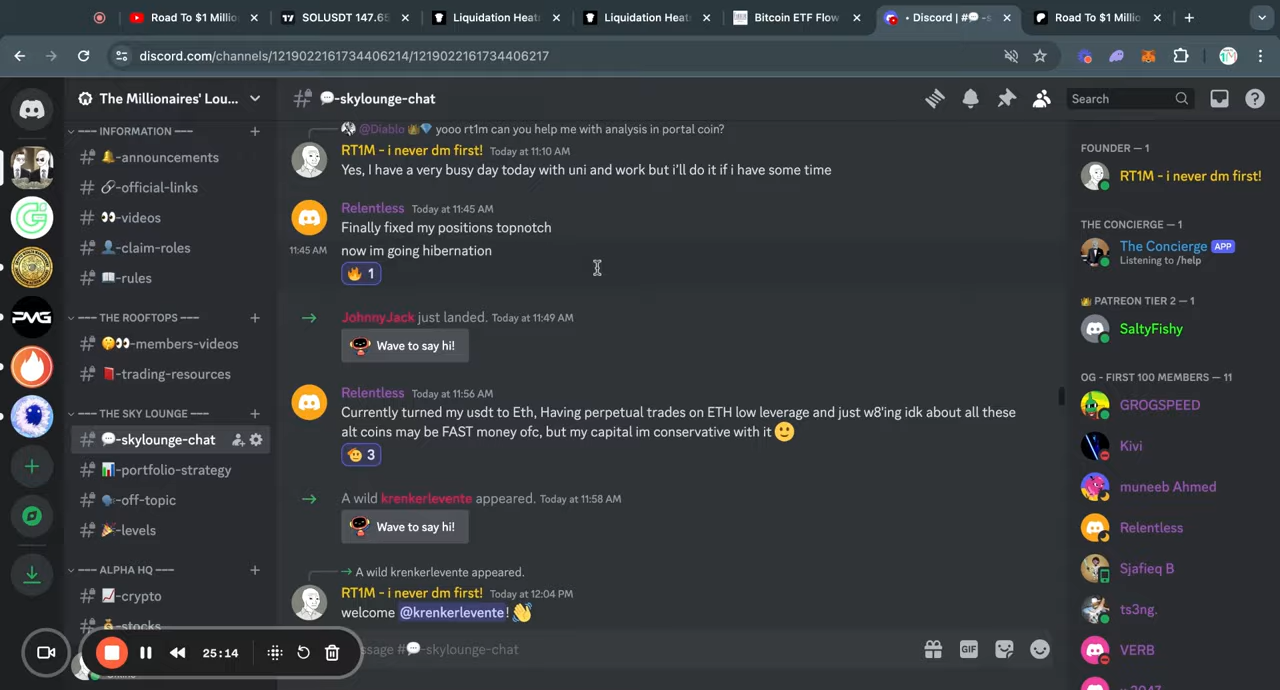 Road To $1 Millio
SOLUSDT 147.6
Liquidation Heat
Liquidation Heat
Bitcoin ETF Flow
• Discord | #💬 -s
Road To $1 Millio
discord.com/channels/1219022161734406214/1219022161734406217
The Millionaires' Lou...
💬-skylounge-chat
Search
INFORMATION
🔔-announcements
🔗-official-links
👀-videos
👤-claim-roles
📖-rules
THE ROOFTOPS
🤫👀-members-videos
📕-trading-resources
THE SKY LOUNGE
💬-skylounge-chat
📊-portfolio-strategy
🗣-off-topic
🎉-levels
ALPHA HQ
📈-crypto
💰-stocks
PMG
25:14
@Diablo 👑💎 yooo rt1m can you help me with analysis in portal coin?
RT1M - i never dm first! Today at 11:10 AM
Yes, I have a very busy day today with uni and work but i'll do it if i have some time
Relentless Today at 11:45 AM
Finally fixed my positions topnotch
11:45 AM now im going hibernation
🔥 1
JohnnyJack just landed. Today at 11:49 AM
Wave to say hi!
Relentless Today at 11:56 AM
Currently turned my usdt to Eth, Having perpetual trades on ETH low leverage and just w8'ing idk about all these
alt coins may be FAST money ofc, but my capital im conservative with it 🙂
🫡 3
A wild krenkerlevente appeared. Today at 11:58 AM
Wave to say hi!
A wild krenkerlevente appeared.
RT1M - i never dm first! Today at 12:04 PM
welcome @krenkerlevente! 👋
ssage #💬-skylounge-chat
GIF
FOUNDER — 1
RT1M - i never dm first!
THE CONCIERGE — 1
The Concierge APP
Listening to /help
👑 PATREON TIER 2 — 1
SaltyFishy
OG - FIRST 100 MEMBERS — 11
GROGSPEED
Kivi
muneeb Ahmed
Relentless
Sjafieq B
ts3ng.
VERB